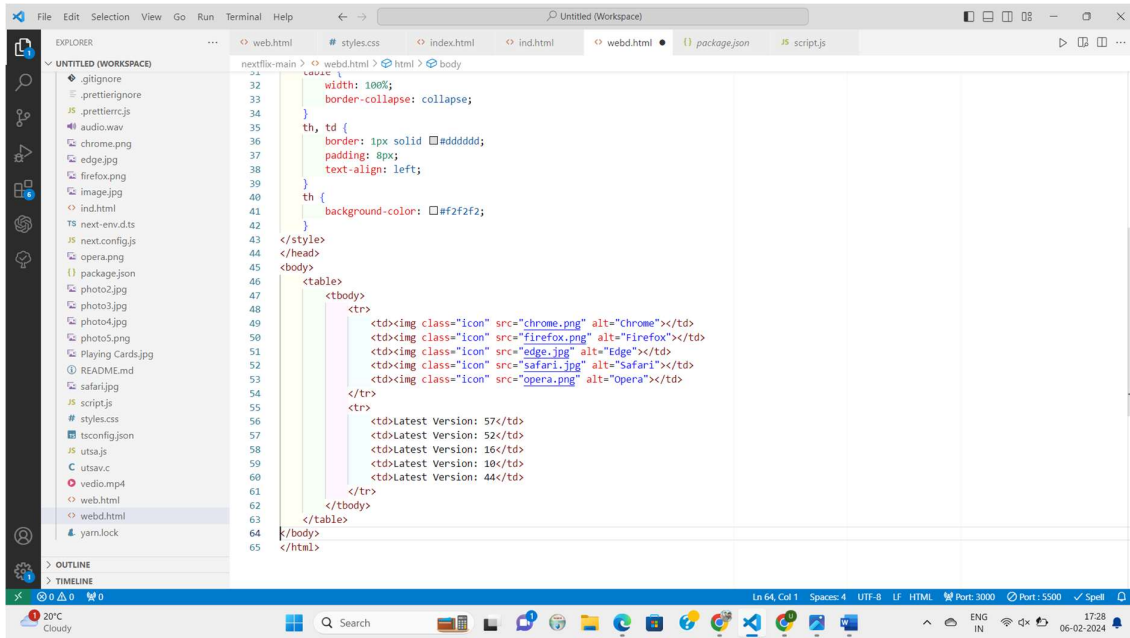 File Edit Selection View Go Run Terminal Help
Untitled (Workspace)
EXPLORER
web.html # styles.css index.html ind.html webd.html {} package.json JS script.js
UNTITLED (WORKSPACE)
nextflix-main > webd.html > html > body
.gitignore
.prettierignore
JS .prettierrc.js
audio.wav
chrome.png
edge.jpg
firefox.png
image.jpg
ind.html
TS next-env.d.ts
JS next.config.js
opera.png
{} package.json
photo2.jpg
photo3.jpg
photo4.jpg
photo5.png
Playing Cards.jpg
README.md
safari.jpg
JS script.js
# styles.css
tsconfig.json
JS utsa.js
C utsav.c
vedio.mp4
web.html
webd.html
yarn.lock
OUTLINE
TIMELINE
31 table {
32 width: 100%;
33 border-collapse: collapse;
34 }
35 th, td {
36 border: 1px solid #dddddd;
37 padding: 8px;
38 text-align: left;
39 }
40 th {
41 background-color: #f2f2f2;
42 }
43 </style>
44 </head>
45 <body>
46 <table>
47 <tbody>
48 <tr>
49 <td><img class="icon" src="chrome.png" alt="Chrome"></td>
50 <td><img class="icon" src="firefox.png" alt="Firefox"></td>
51 <td><img class="icon" src="edge.jpg" alt="Edge"></td>
52 <td><img class="icon" src="safari.jpg" alt="Safari"></td>
53 <td><img class="icon" src="opera.png" alt="Opera"></td>
54 </tr>
55 <tr>
56 <td>Latest Version: 57</td>
57 <td>Latest Version: 52</td>
58 <td>Latest Version: 16</td>
59 <td>Latest Version: 10</td>
60 <td>Latest Version: 44</td>
61 </tr>
62 </tbody>
63 </table>
64 </body>
65 </html>
0 0 0 Ln 64, Col 1 Spaces: 4 UTF-8 LF HTML Port: 3000 Port : 5500 Spell
1 20°C
Cloudy
Search
ENG
IN
17:28
06-02-2024